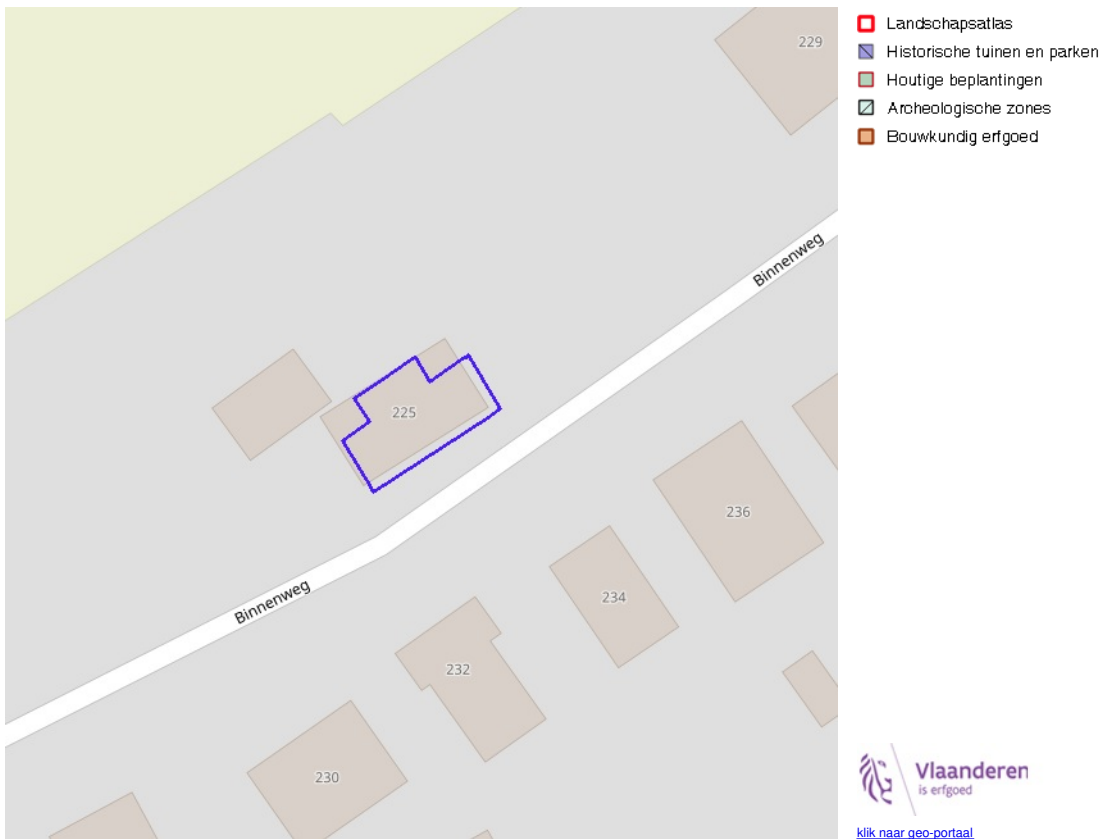 229
Binnenweg
225
236
234
Binnenweg
232
230
Landschapsatlas
Historische tuinen en parken
Houtige beplantingen
Archeologische zones
Bouwkundig erfgoed
Vlaanderen
is erfgoed
klik naar geo-portaal